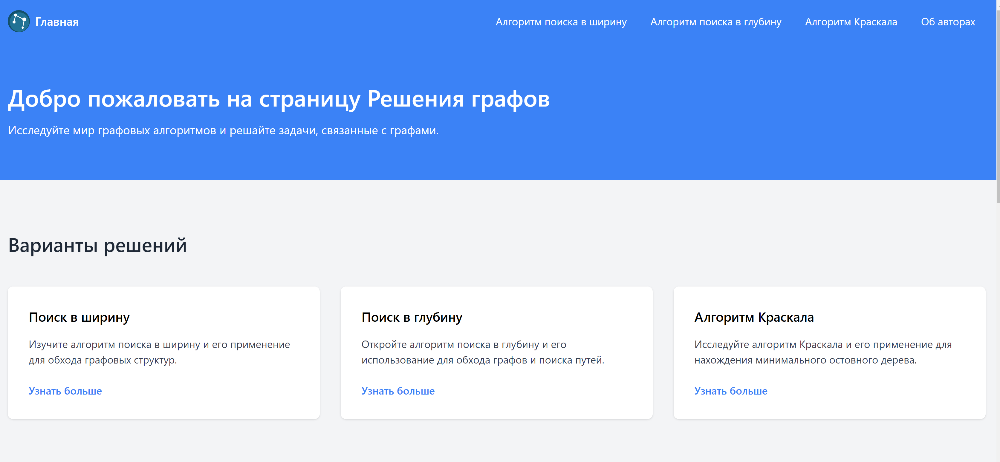 Главная
Алгоритм поиска в ширину
Алгоритм поиска в глубину
Алгоритм Краскала
Об авторах
Добро пожаловать на страницу Решения графов
Исследуйте мир графовых алгоритмов и решайте задачи, связанные с графами.
Варианты решений
Поиск в ширину
Изучите алгоритм поиска в ширину и его применение
для обхода графовых структур.
Узнать больше
Поиск в глубину
Откройте алгоритм поиска в глубину и его
использование для обхода графов и поиска путей.
Узнать больше
Алгоритм Краскала
Исследуйте алгоритм Краскала и его применение для
нахождения минимального остовного дерева.
Узнать больше